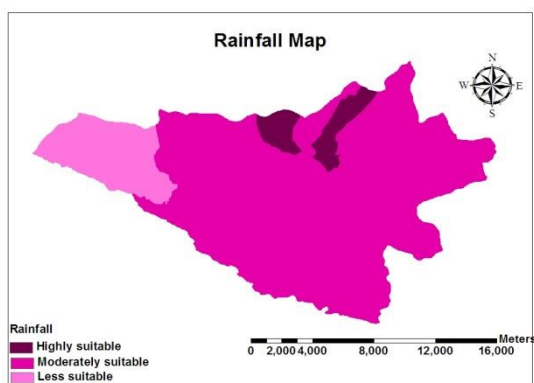 Rainfall Map
N
W E
S
Rainfall
Highly suitable
Moderately suitable
Less suitable
Meters
0 2,000 4,000 8,000 12,000 16,000